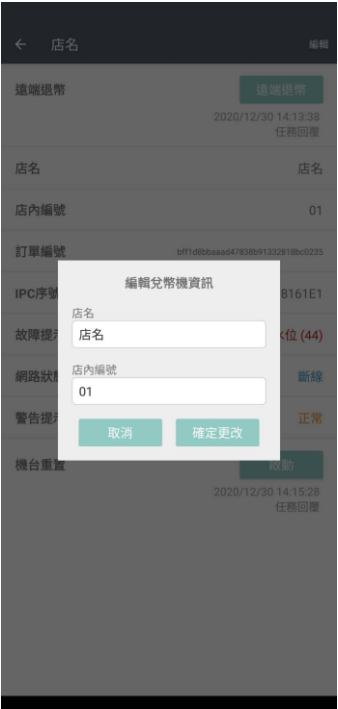 ← 店名 編輯
遠端退幣 遠端退幣
2020/12/30 14:13:38
任務回覆
店名 店名
店內編號 01
訂單編號 bff1d8bbaaad47838b91332818bc0235
編輯兌幣機資訊
IPC序號 8161E1
店名
故障提 店名 水位 (44)
店內編號
網路狀 斷線
01
警告提 正常
取消 確定更改
機台重置 啟動
2020/12/30 14:15:28
任務回覆